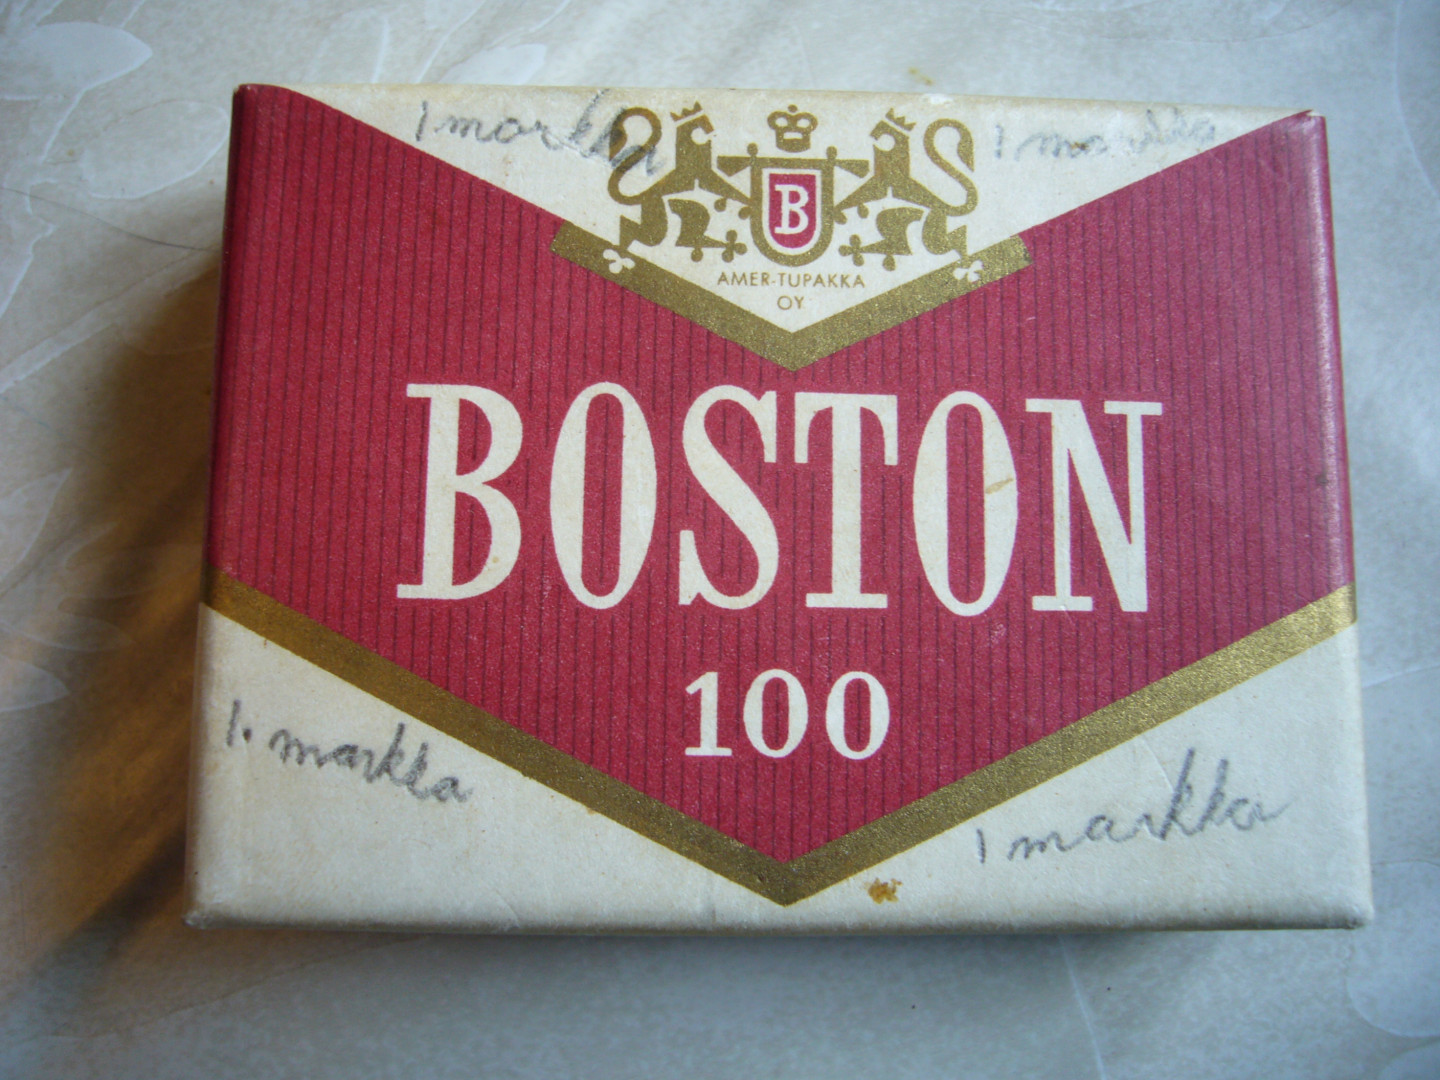 1 markka
1 markka
B
AMER-TUPAKKA
OY
BOSTON
100
1. markka
1 markka